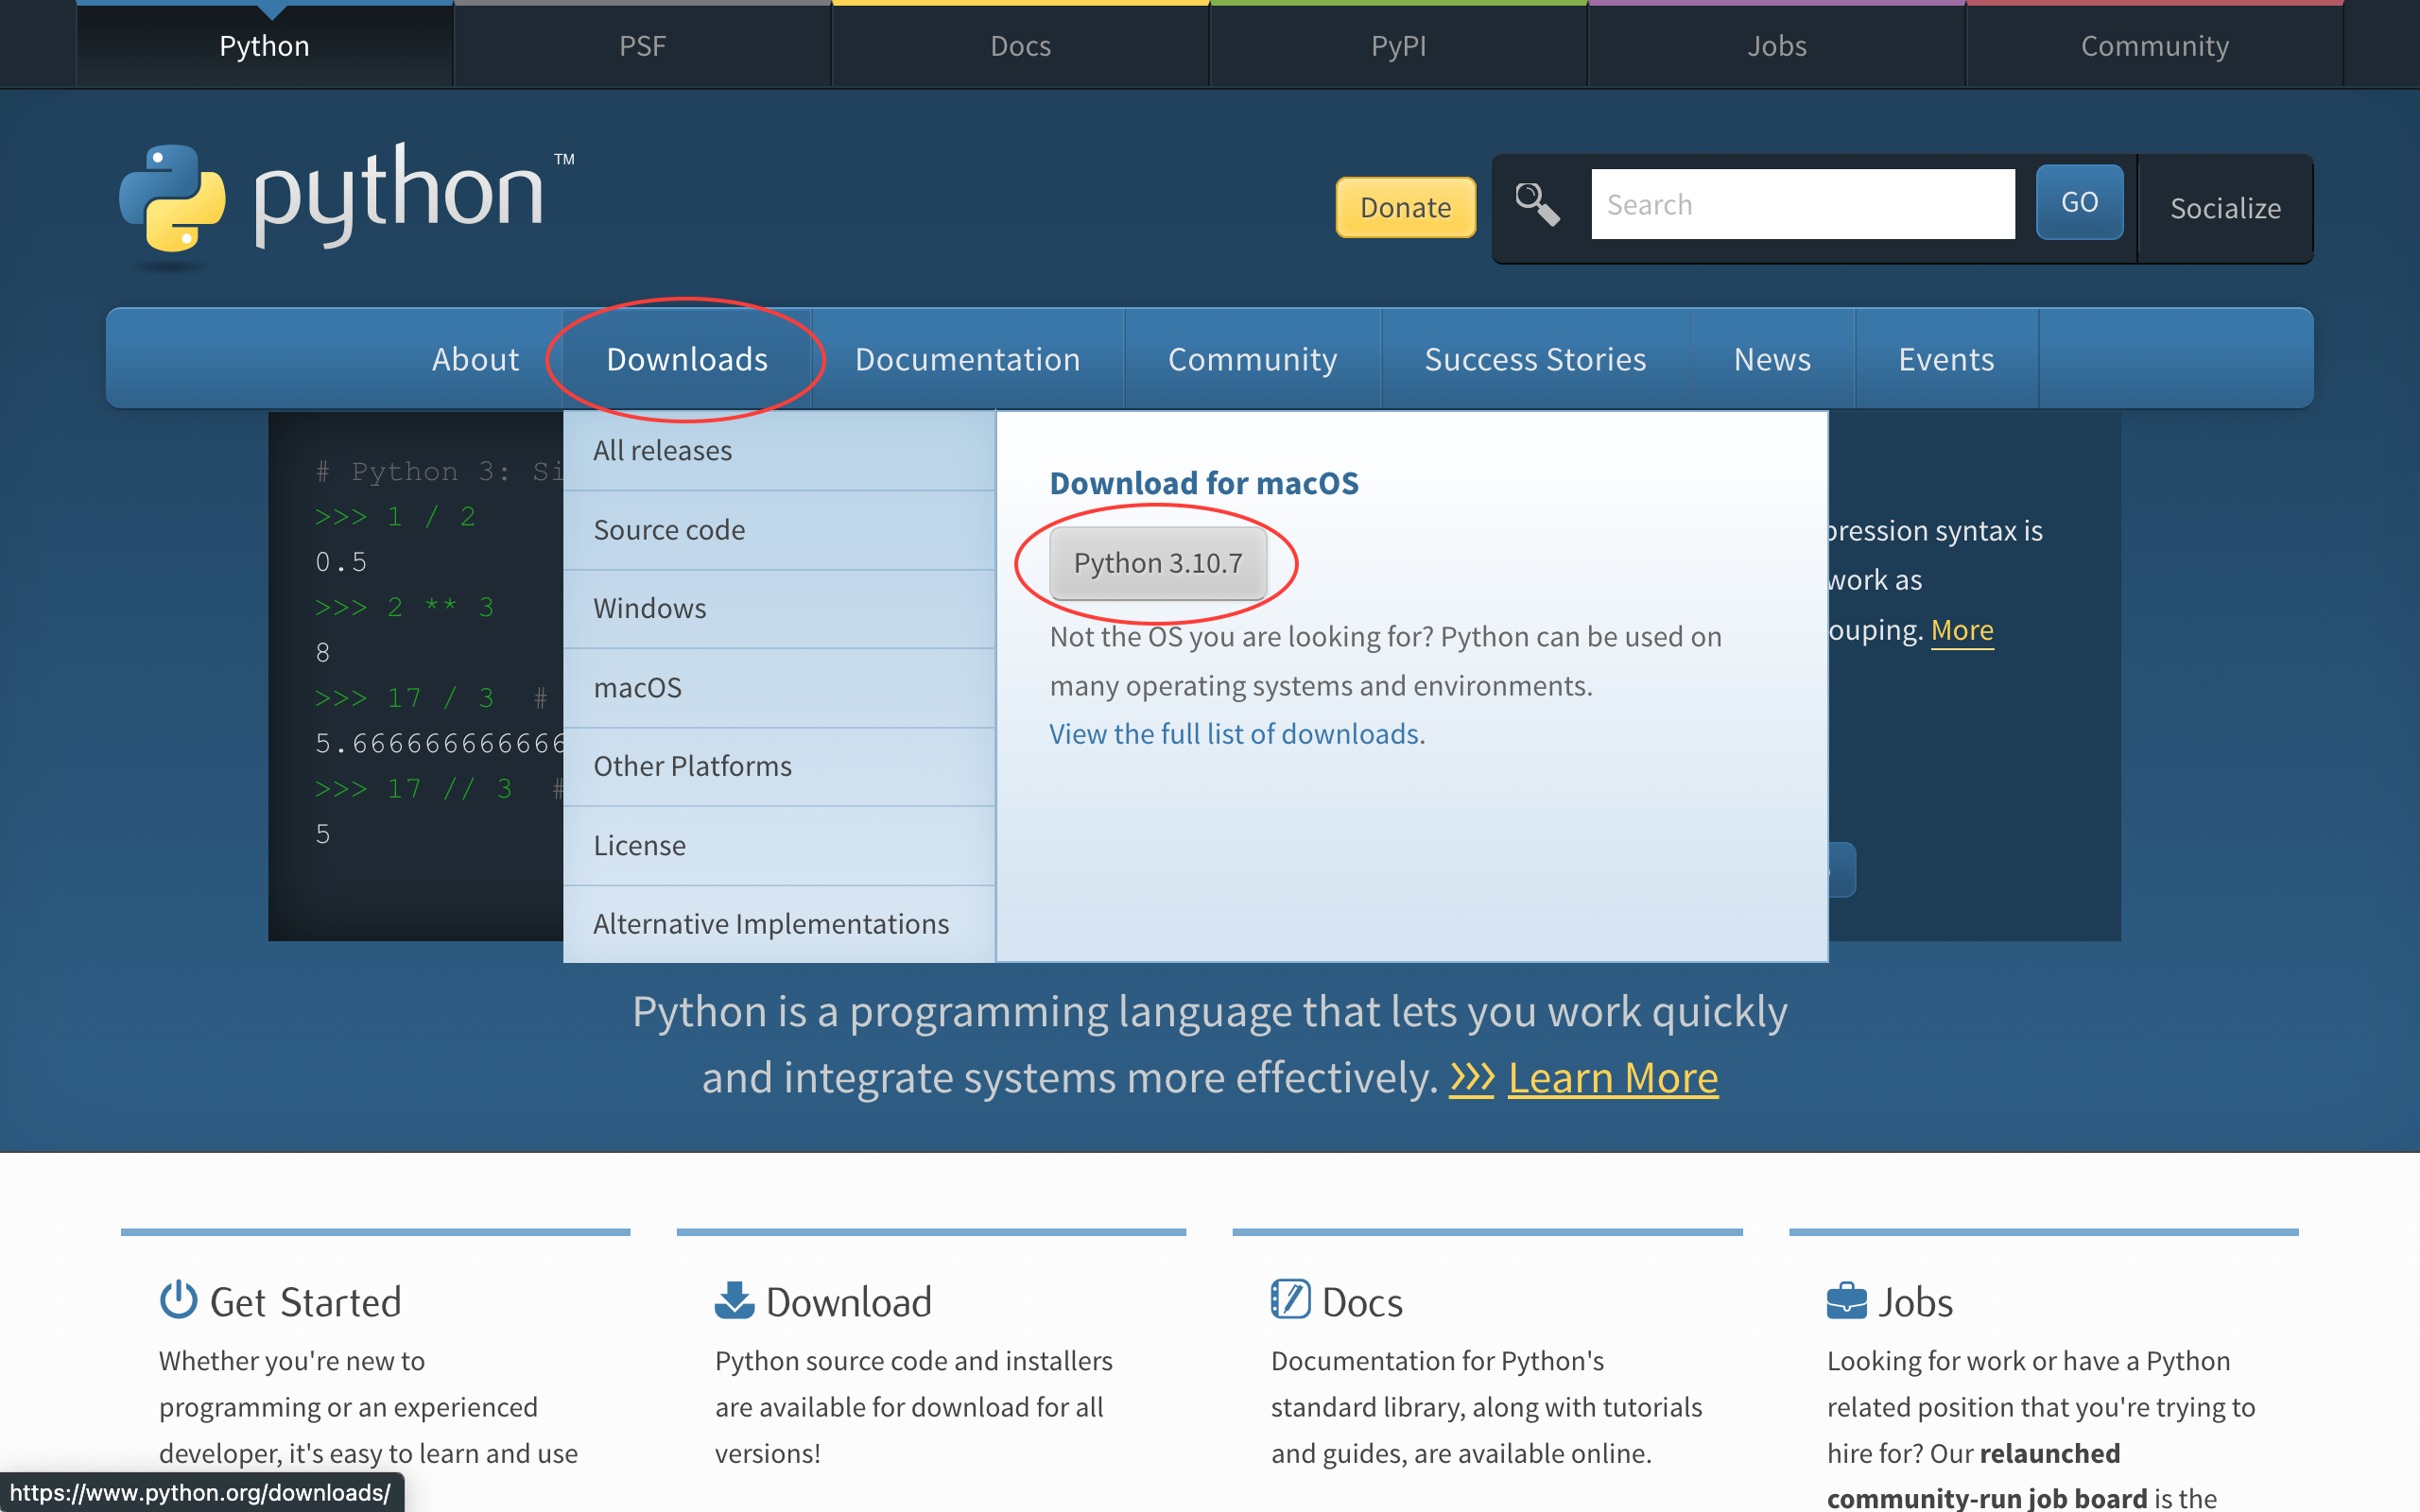 Python
PSF
Docs
PyPI
Jobs
Community
python™
Donate
Search
GO
Socialize
About
Downloads
Documentation
Community
Success Stories
News
Events
# Python 3: Si
>>> 1 / 2
0.5
>>> 2 ** 3
8
>>> 17 / 3 #
5.666666666666
>>> 17 // 3 #
5
All releases
Source code
Windows
macOS
Other Platforms
License
Alternative Implementations
Download for macOS
Python 3.10.7
Not the OS you are looking for? Python can be used on
many operating systems and environments.
View the full list of downloads.
pression syntax is
work as
ouping. More
Python is a programming language that lets you work quickly
and integrate systems more effectively. >>> Learn More
Get Started
Whether you're new to
programming or an experienced
developer, it's easy to learn and use
Download
Python source code and installers
are available for download for all
versions!
Docs
Documentation for Python's
standard library, along with tutorials
and guides, are available online.
Jobs
Looking for work or have a Python
related position that you're trying to
hire for? Our relaunched
community-run job board is the
https://www.python.org/downloads/